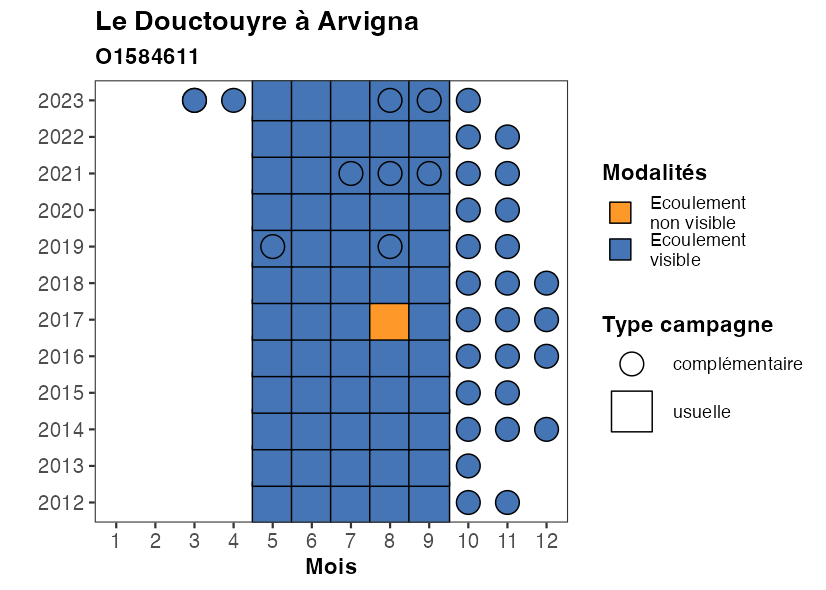 Le Douctouyre à Arvigna
O1584611
2023
2022
2021
2020
2019
2018
2017
2016
2015
2014
2013
2012
1 2 3 4 5 6 7 8 9 10 11 12
Mois
Modalités
Ecoulement
non visible
Ecoulement
visible
Type campagne
complémentaire
usuelle